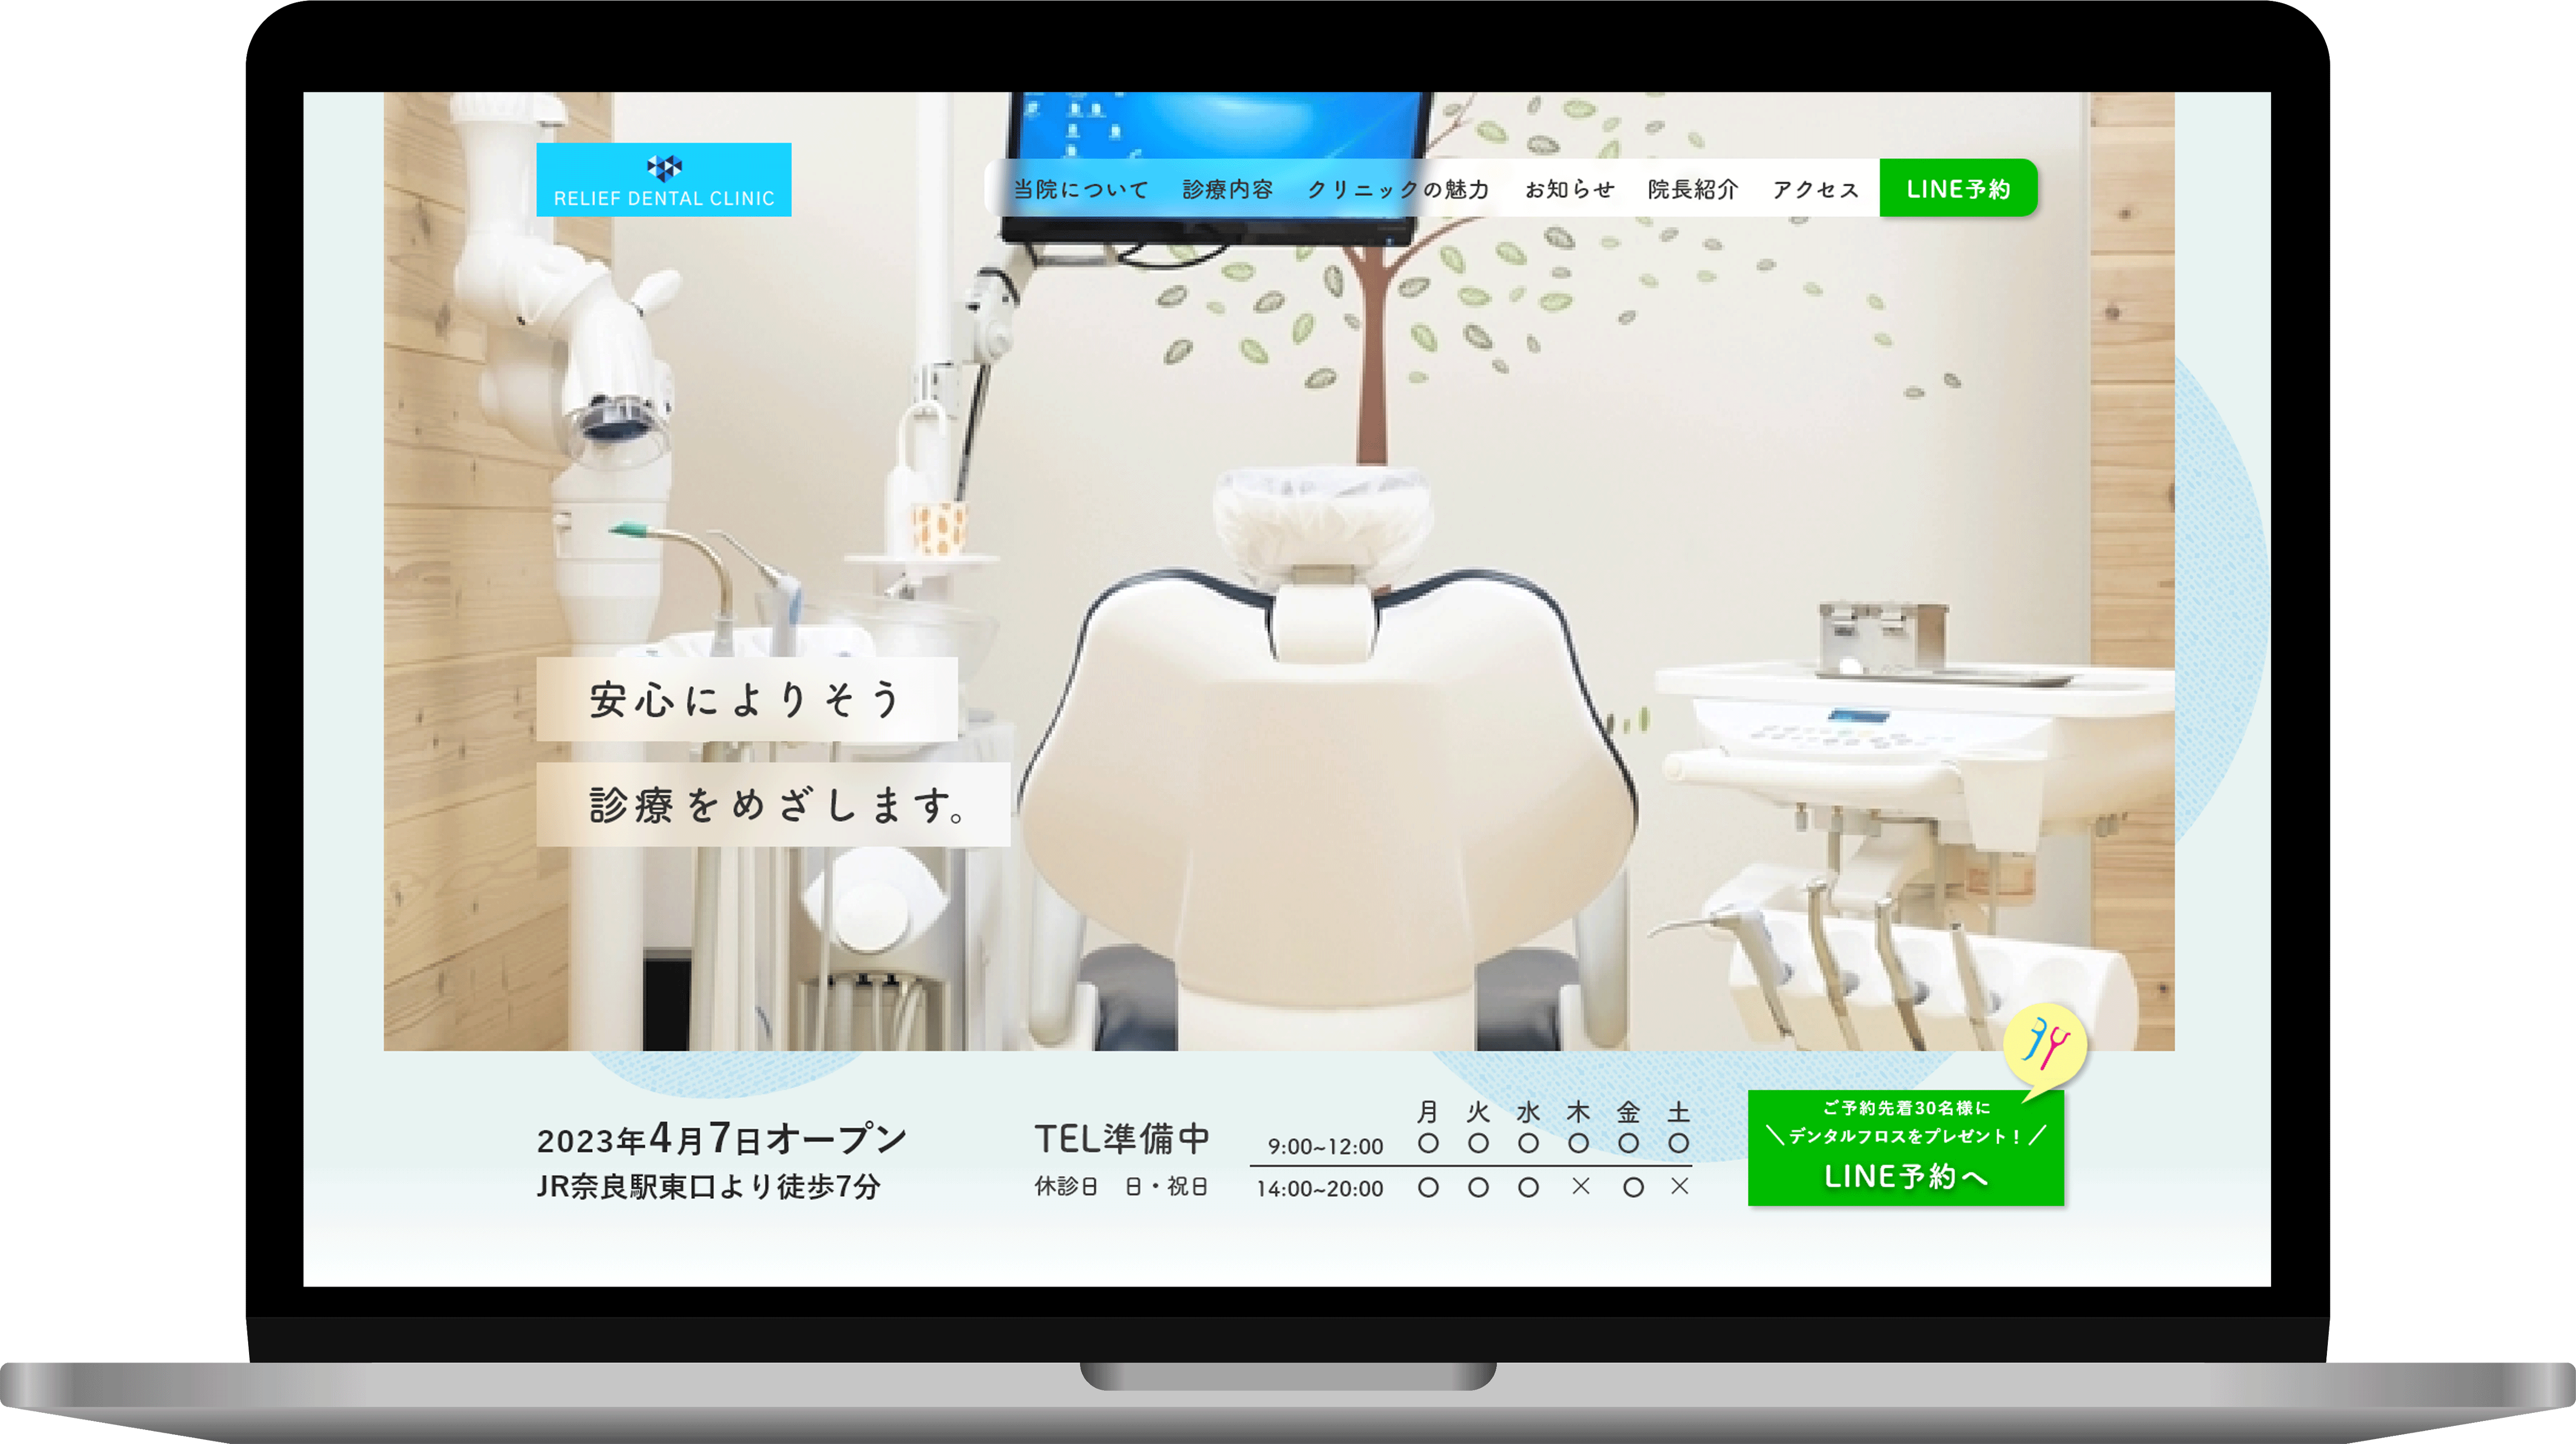 RELIEF DENTAL CLINIC
当院について 診療内容 クリニックの魅力 お知らせ 院長紹介 アクセス LINE予約
安心によりそう
診療をめざします。
2023年4月7日オープン
JR奈良駅東口より徒歩7分
TEL準備中
休診日 日・祝日
月 火 水 木 金 土
9:00~12:00 ○ ○ ○ ○ ○ ○
14:00~20:00 ○ ○ ○ × ○ ×
ご予約先着30名様に
\デンタルフロスをプレゼント!/
LINE予約へ